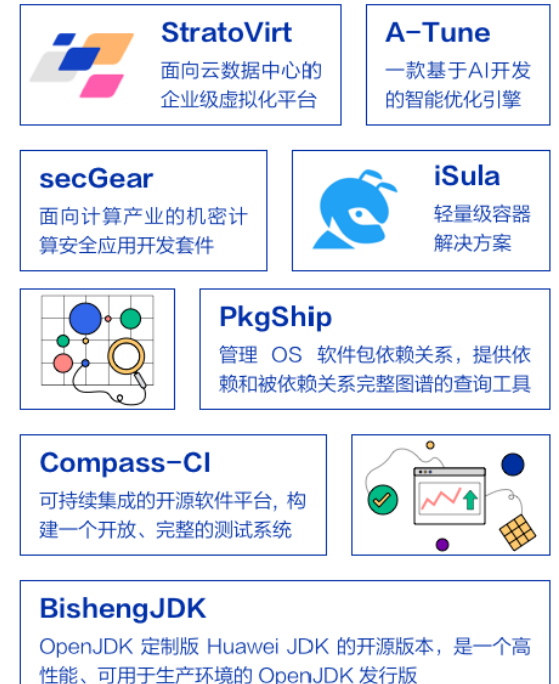 StratoVirt
面向云数据中心的
企业级虚拟化平台
A-Tune
一款基于AI开发
的智能优化引擎
secGear
面向计算产业的机密计
算安全应用开发套件
iSula
轻量级容器
解决方案
PkgShip
管理 OS 软件包依赖关系，提供依
赖和被依赖关系完整图谱的查询工具
Compass-CI
可持续集成的开源软件平台，构
建一个开放、完整的测试系统
BishengJDK
OpenJDK 定制版 Huawei JDK 的开源版本，是一个高
性能、可用于生产环境的 OpenJDK 发行版